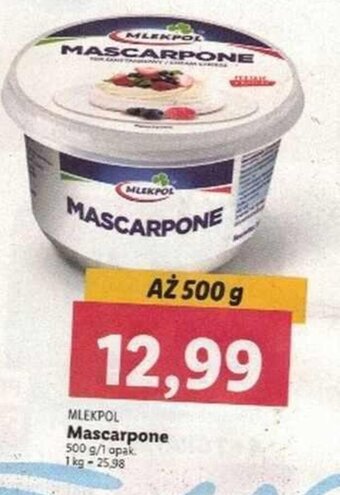 MLEKPOL
MASCARPONE
MLEKPOL
MASCARPONE
AŻ 500 g
12,99
MLEKPOL
Mascarpone
500 g/1 opak.
1 kg = 25,98